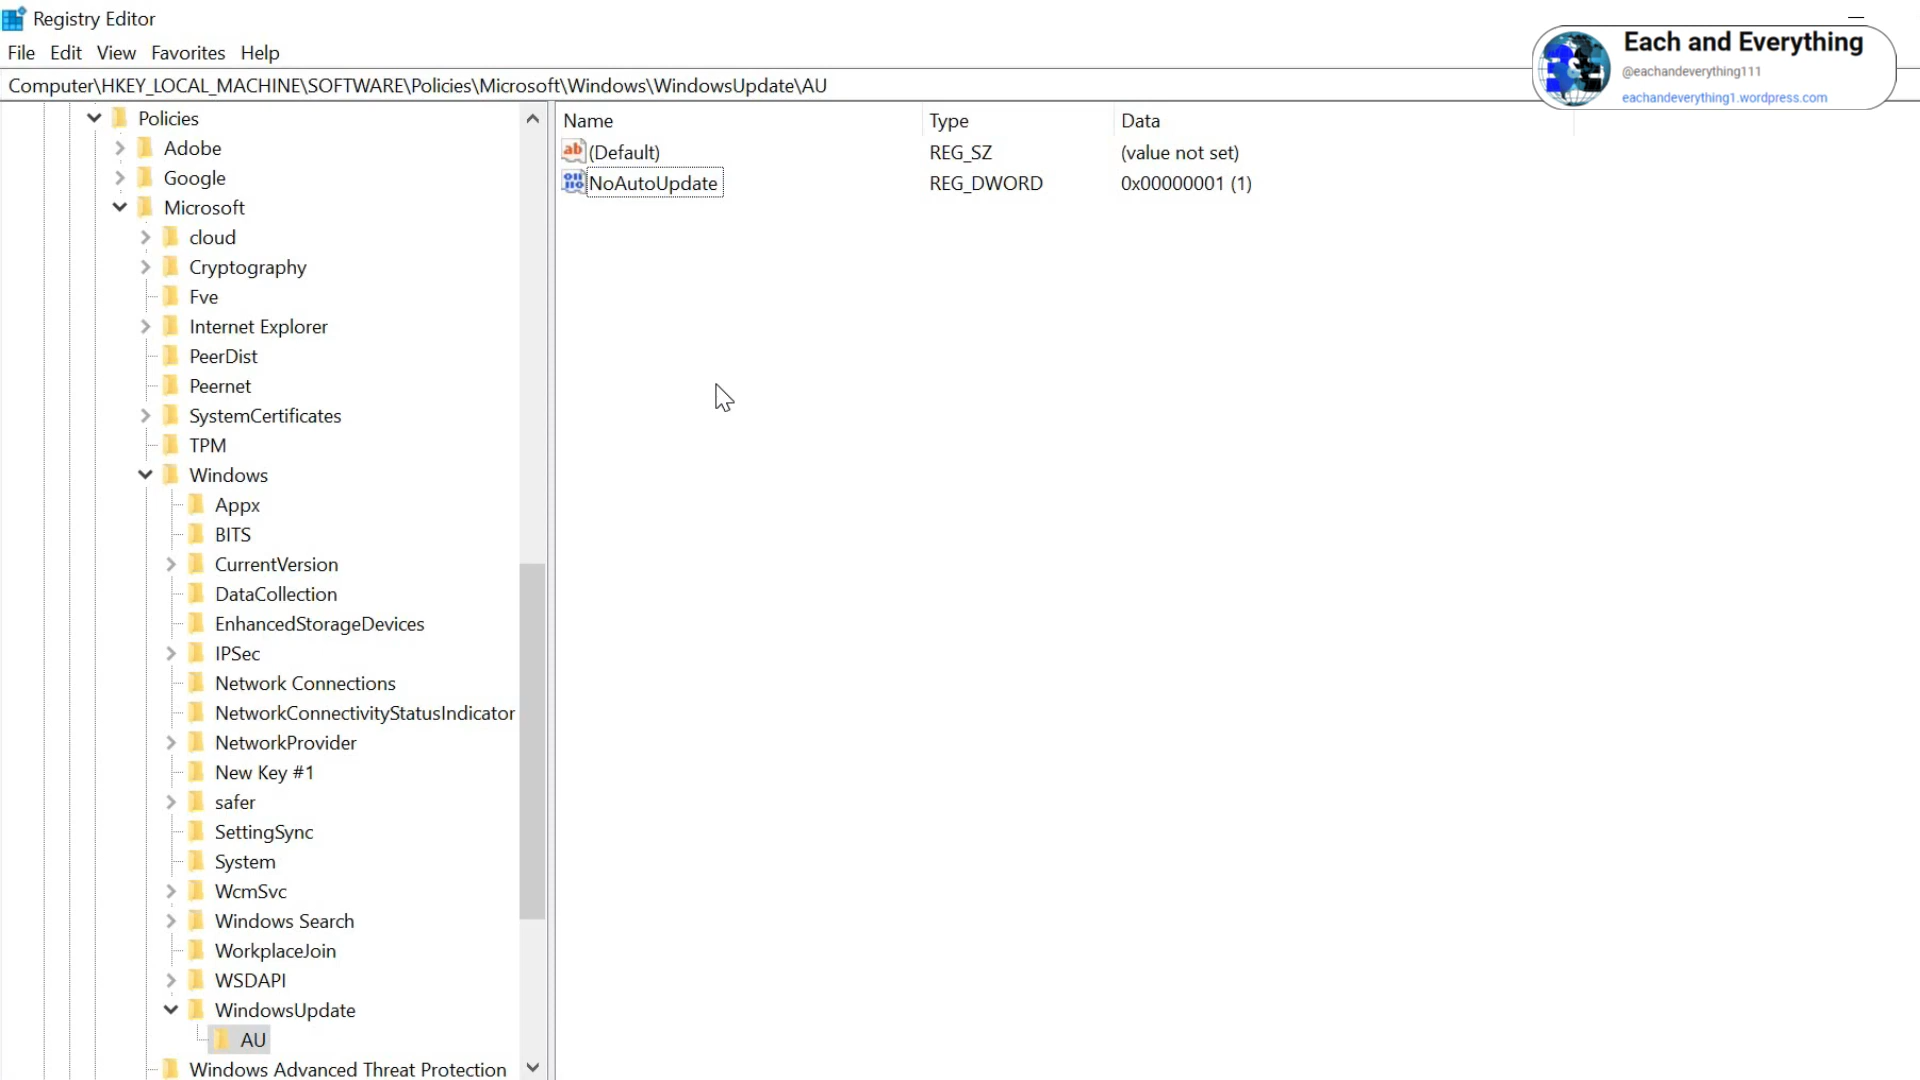 Registry Editor
File Edit View Favorites Help
Each and Everything
@eachandeverything111
eachandeverything1.wordpress.com
Computer\HKEY_LOCAL_MACHINE\SOFTWARE\Policies\Microsoft\Windows\WindowsUpdate\AU
Policies
Adobe
Google
Microsoft
cloud
Cryptography
Fve
Internet Explorer
PeerDist
Peernet
SystemCertificates
TPM
Windows
Appx
BITS
CurrentVersion
DataCollection
EnhancedStorageDevices
IPSec
Network Connections
NetworkConnectivityStatusIndicator
NetworkProvider
New Key #1
safer
SettingSync
System
WcmSvc
Windows Search
WorkplaceJoin
WSDAPI
WindowsUpdate
AU
Windows Advanced Threat Protection
Name Type Data
(Default) REG_SZ (value not set)
NoAutoUpdate REG_DWORD 0x00000001 (1)